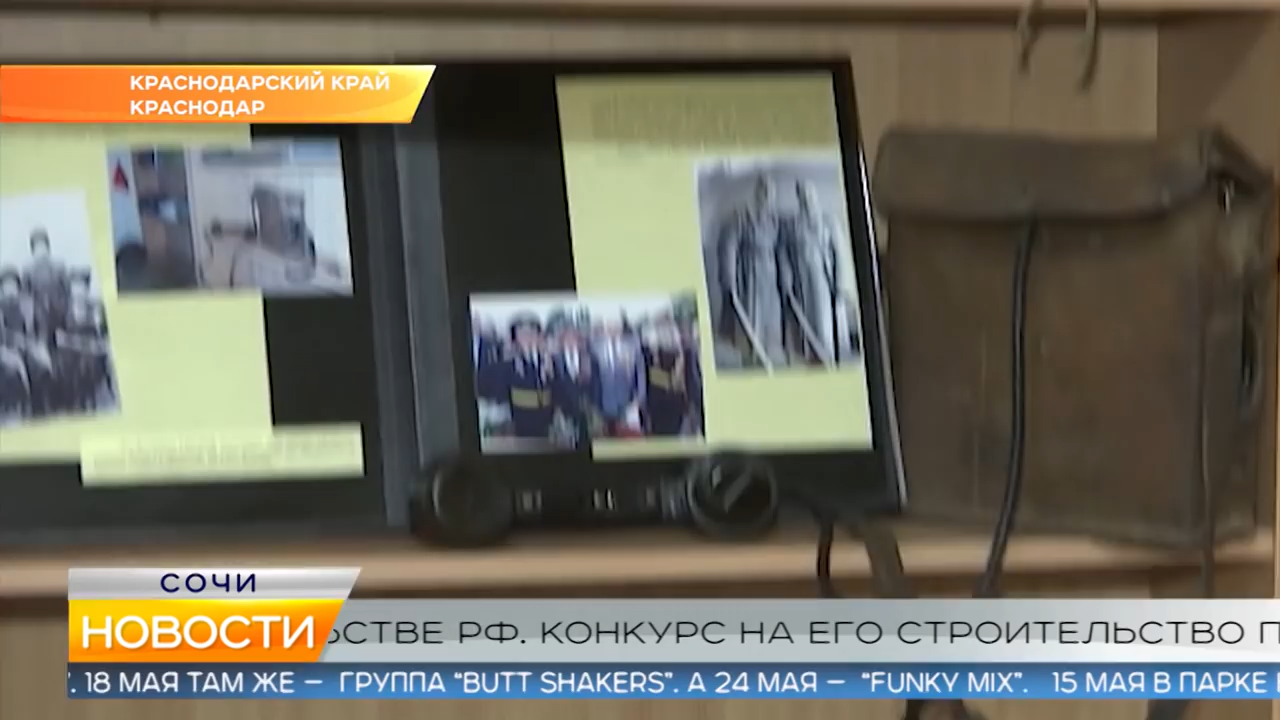 КРАСНОДАРСКИЙ КРАЙ
КРАСНОДАР
СОЧИ
НОВОСТИ
РФ. КОНКУРС НА ЕГО СТРОИТЕЛЬСТВО
18 МАЯ ТАМ ЖЕ – ГРУППА "BUTT SHAKERS". А 24 МАЯ – "FUNKY MIX". 15 МАЯ В ПАРКЕ